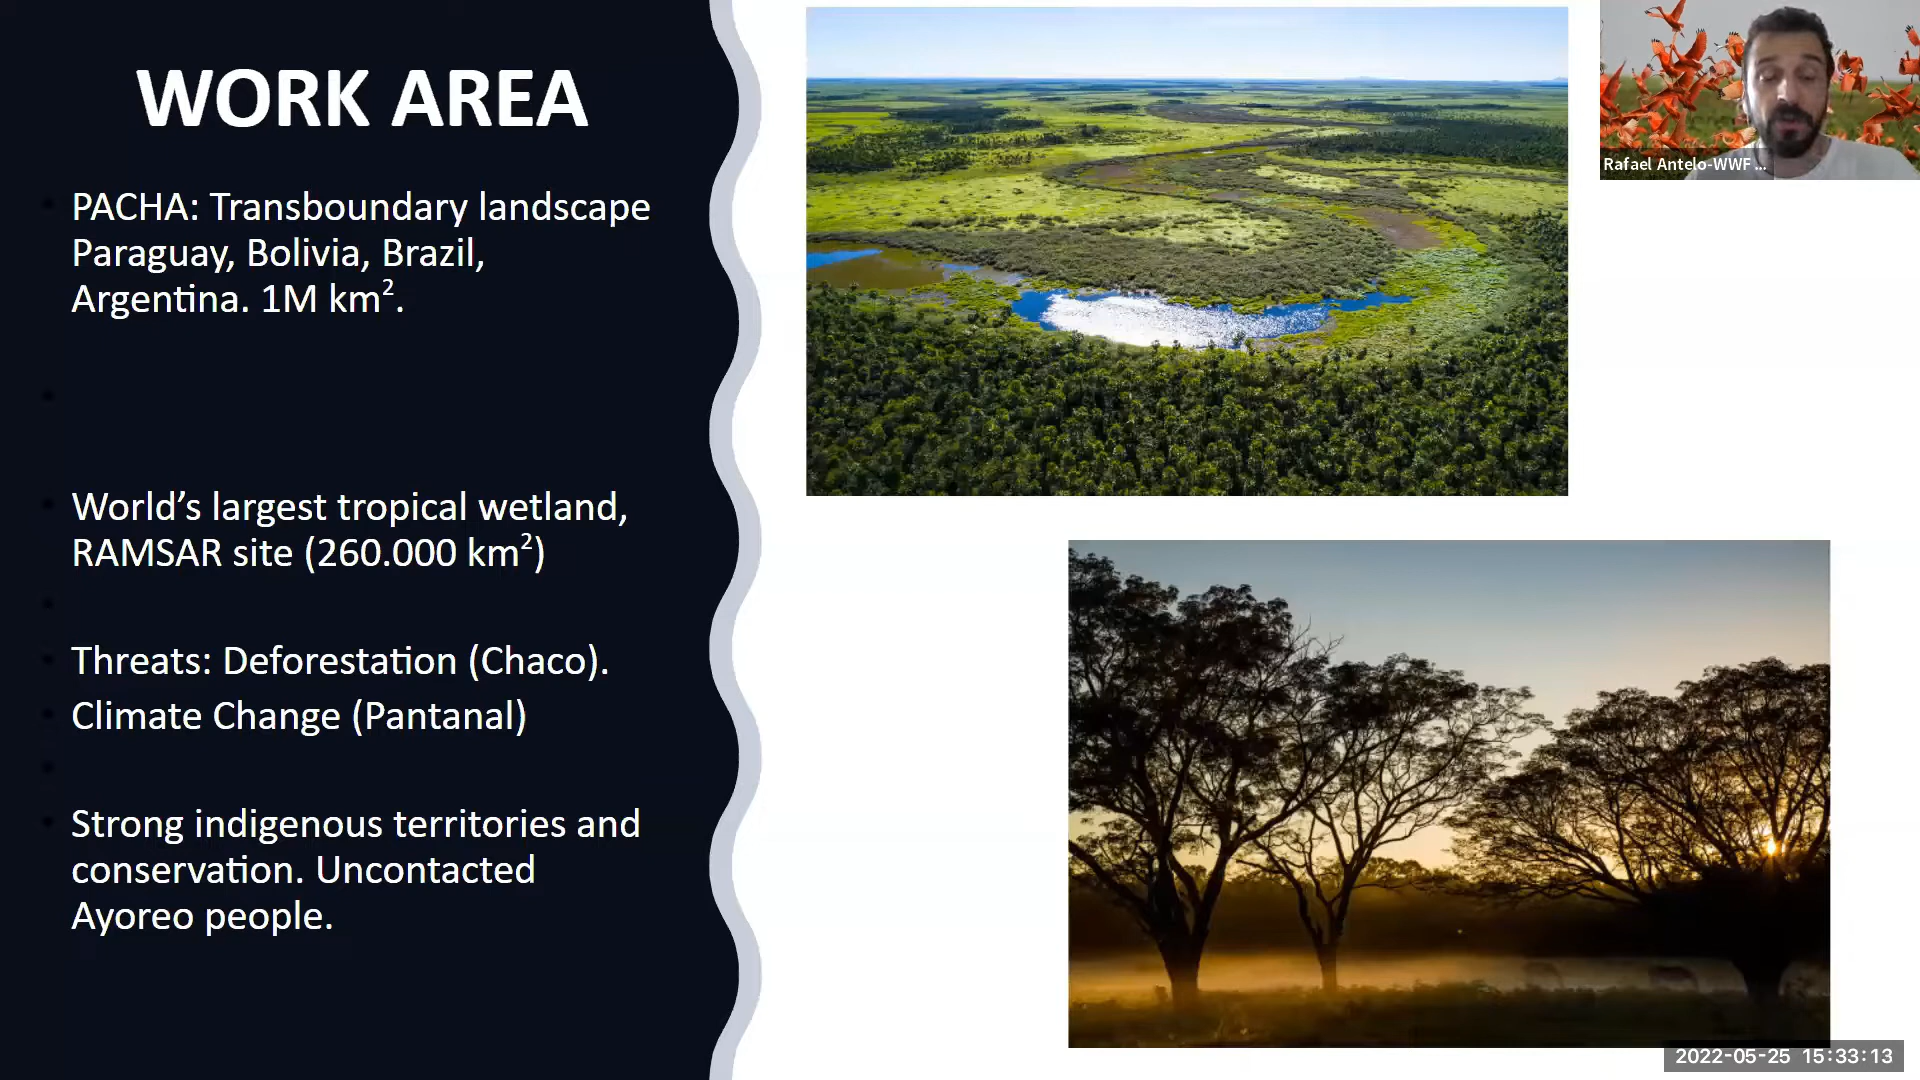 WORK AREA
PACHA: Transboundary landscape
Paraguay, Bolivia, Brazil,
Argentina. 1M km².
World’s largest tropical wetland,
RAMSAR site (260.000 km²)
Threats: Deforestation (Chaco).
Climate Change (Pantanal)
Strong indigenous territories and
conservation. Uncontacted
Ayoreo people.
Rafael Antelo-WWF ...
2022-05-25 15:33:13